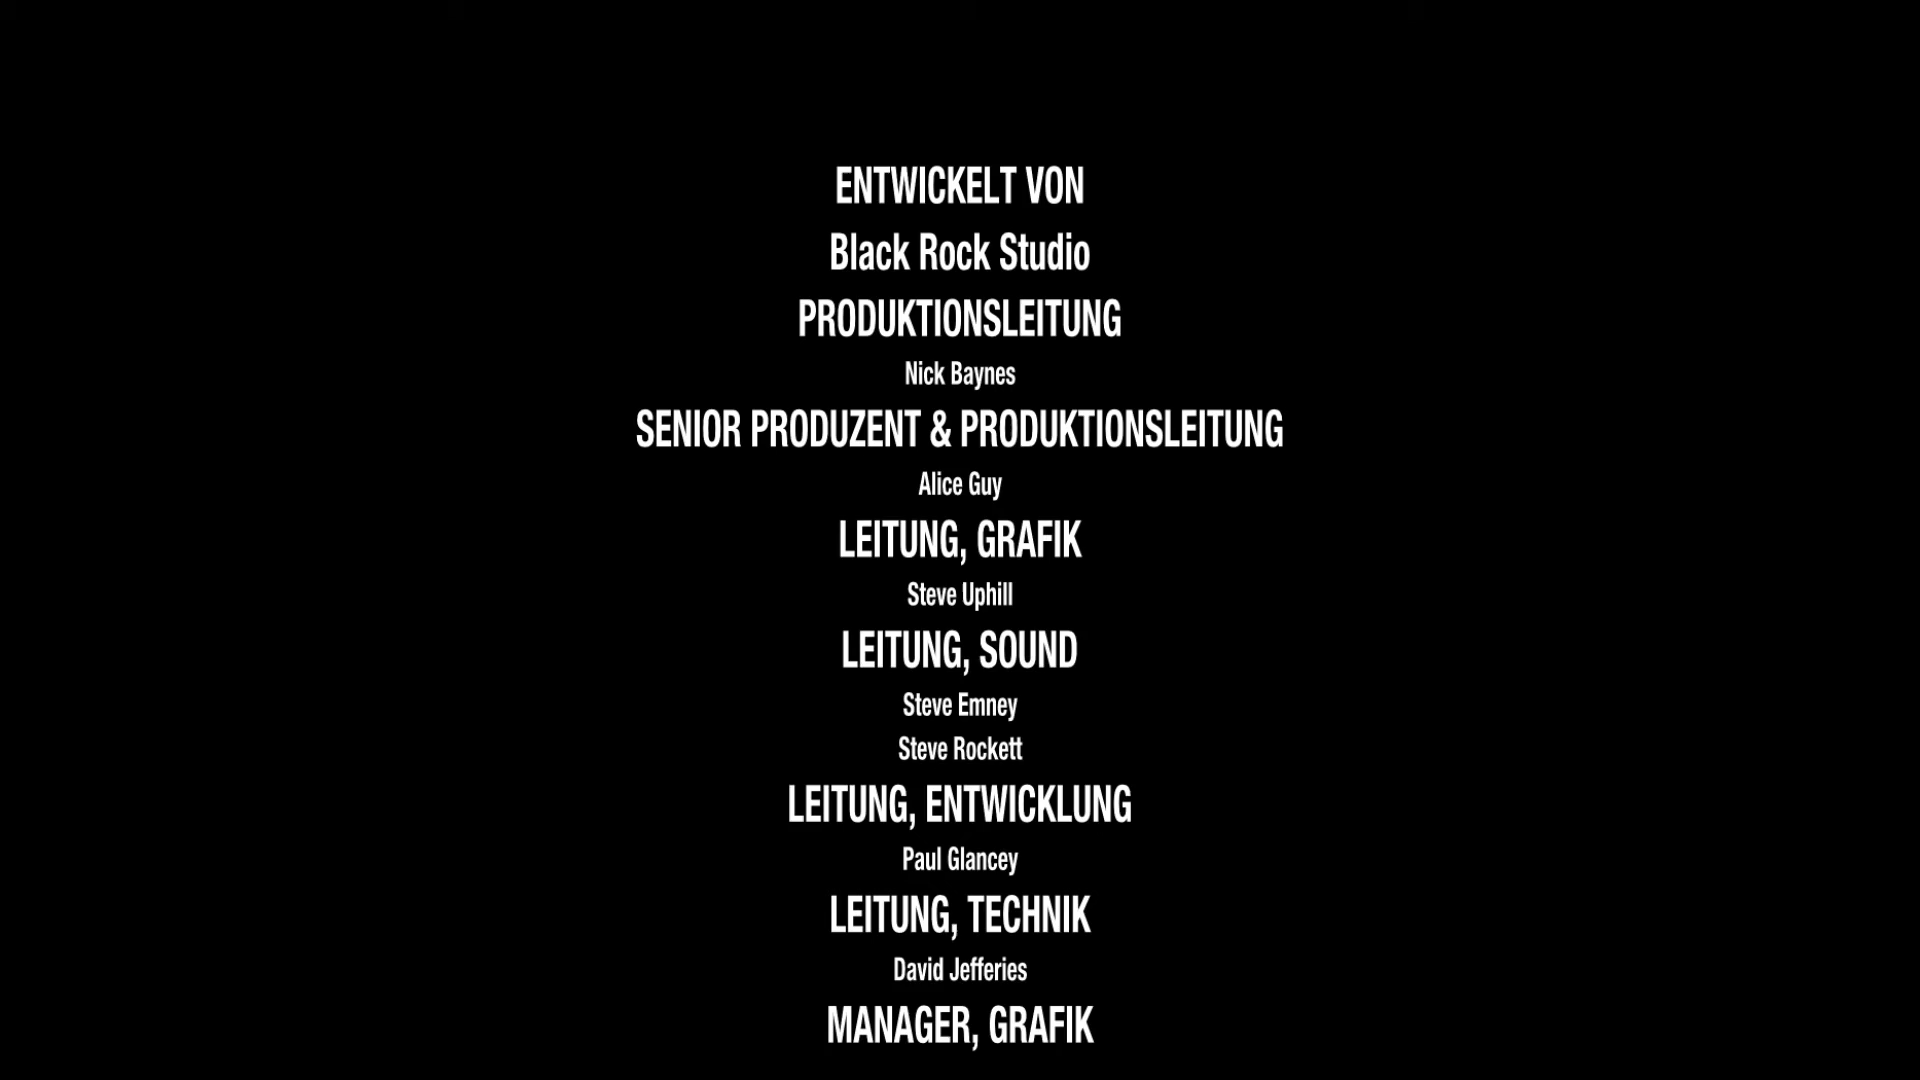 ENTWICKELT VON
Black Rock Studio
PRODUKTIONSLEITUNG
Nick Baynes
SENIOR PRODUZENT & PRODUKTIONSLEITUNG
Alice Guy
LEITUNG, GRAFIK
Steve Uphill
LEITUNG, SOUND
Steve Emney
Steve Rockett
LEITUNG, ENTWICKLUNG
Paul Glancey
LEITUNG, TECHNIK
David Jefferies
MANAGER, GRAFIK